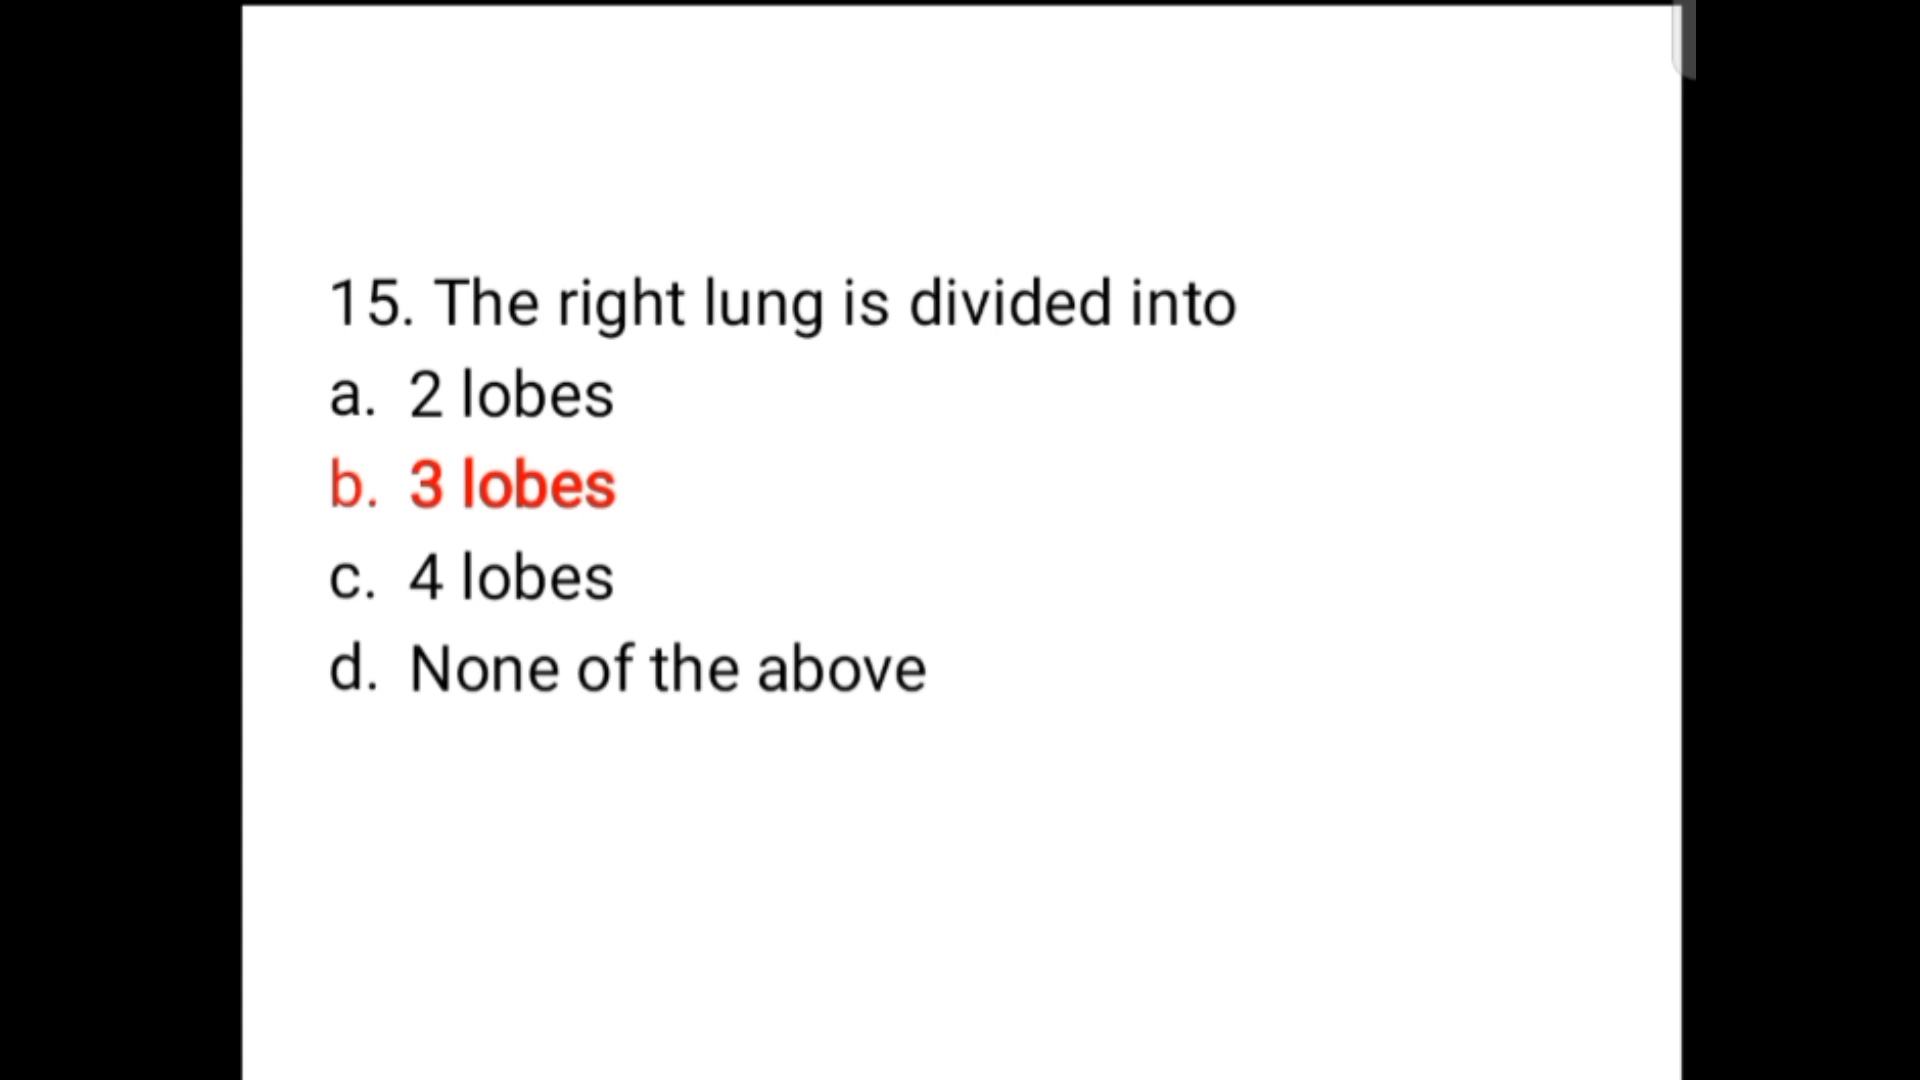 15. The right lung is divided into
a. 2 lobes
b. 3 lobes
c. 4 lobes
d. None of the above